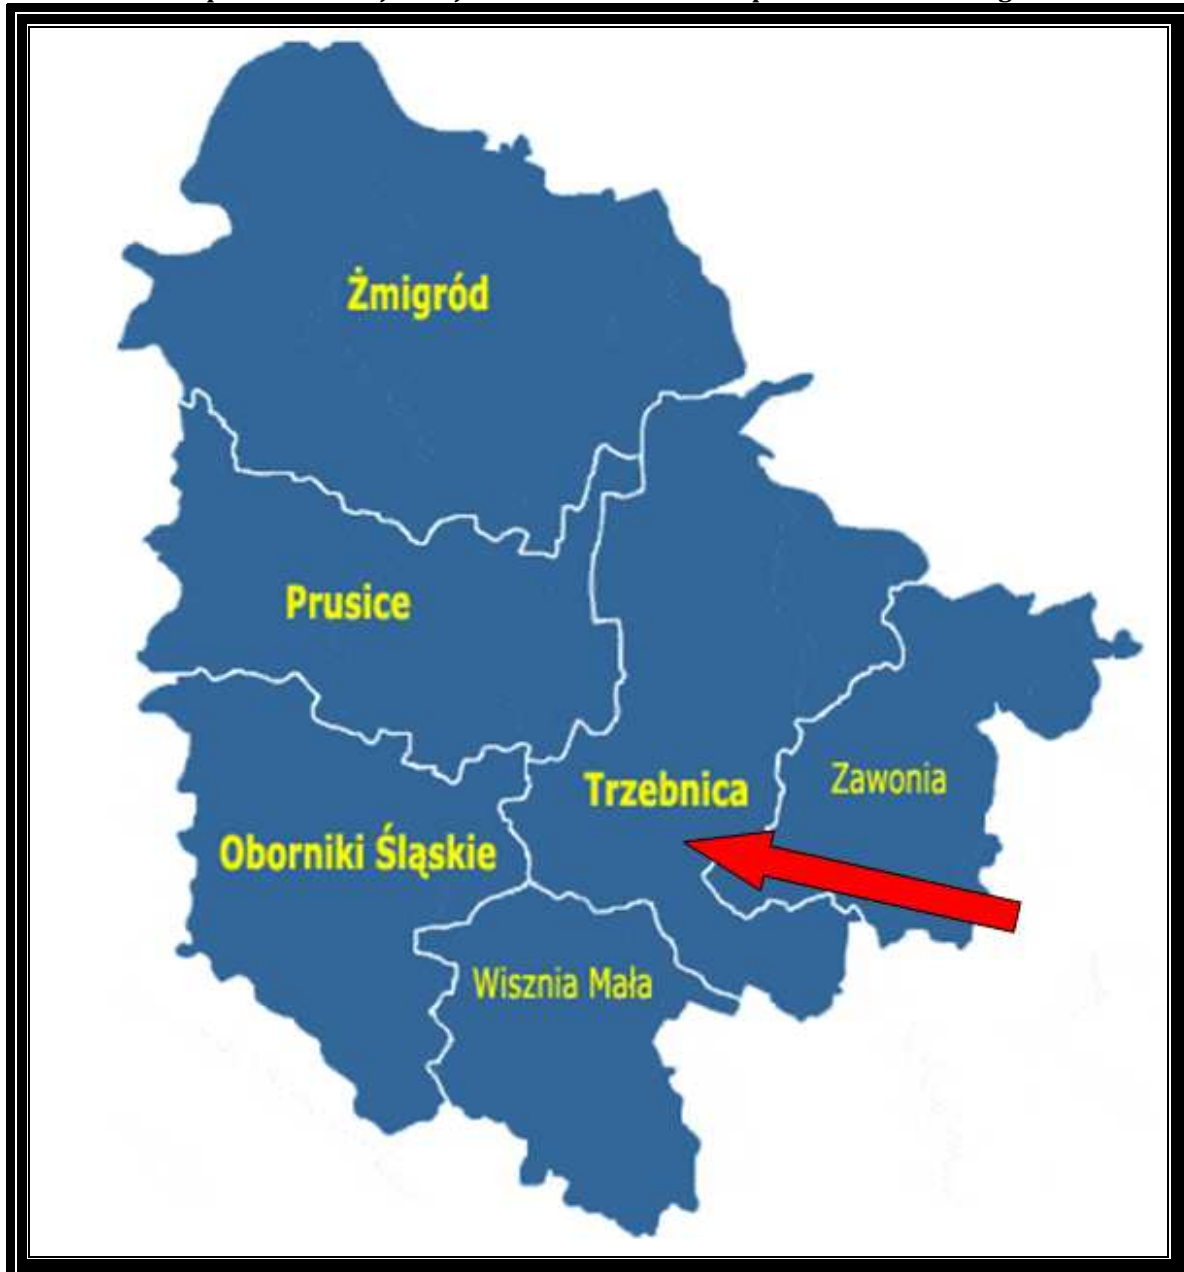 Żmigród
Prusice
Trzebnica
Zawonia
Oborniki Śląskie
Wisznia Mała